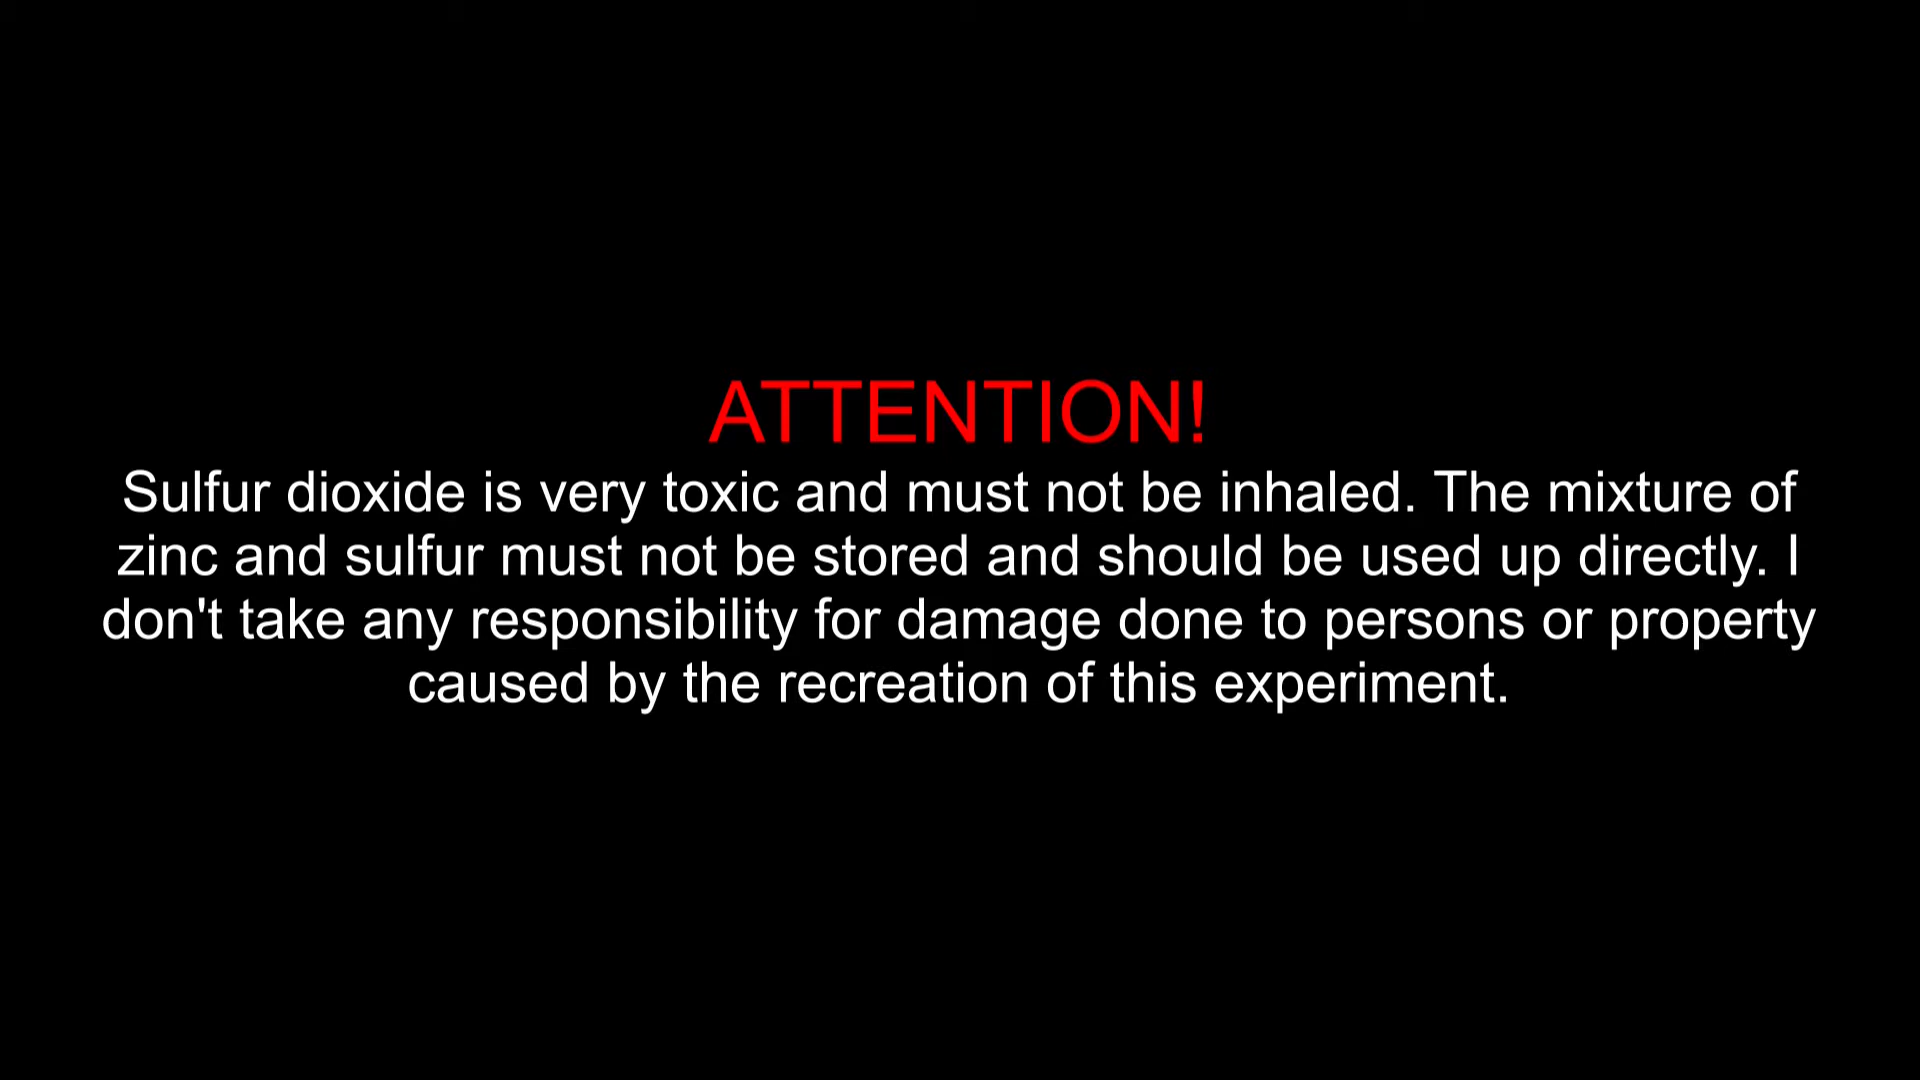 ATTENTION!
Sulfur dioxide is very toxic and must not be inhaled. The mixture of
zinc and sulfur must not be stored and should be used up directly. I
don't take any responsibility for damage done to persons or property
caused by the recreation of this experiment.